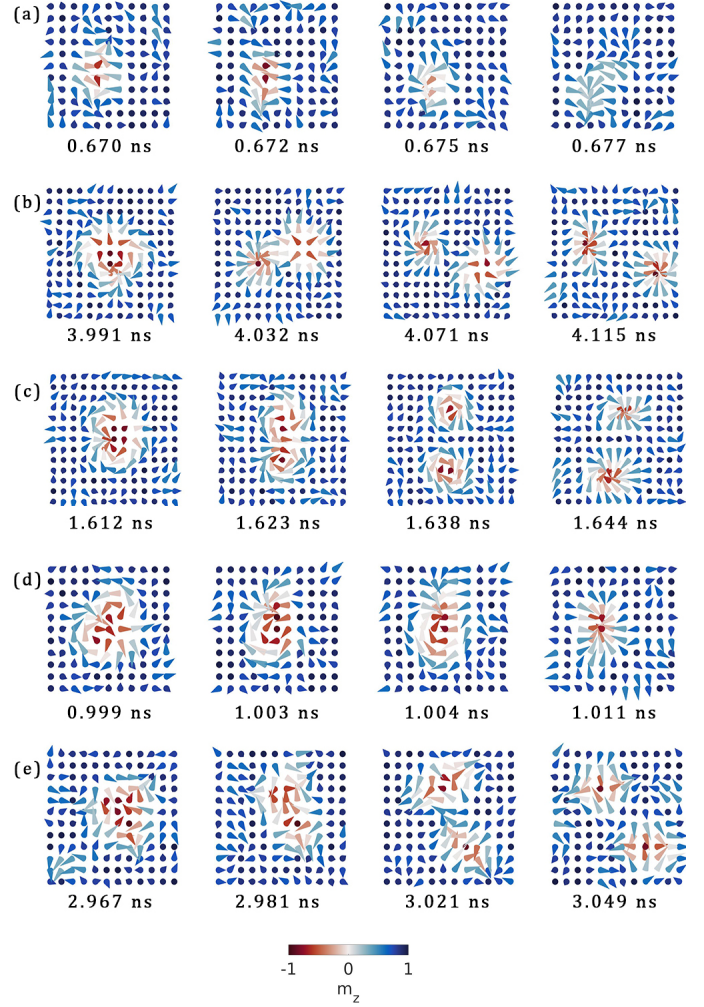 (a)
0.670 ns 0.672 ns 0.675 ns 0.677 ns
(b)
3.991 ns 4.032 ns 4.071 ns 4.115 ns
(c)
1.612 ns 1.623 ns 1.638 ns 1.644 ns
(d)
0.999 ns 1.003 ns 1.004 ns 1.011 ns
(e)
2.967 ns 2.981 ns 3.021 ns 3.049 ns
-1 0 1
m_z